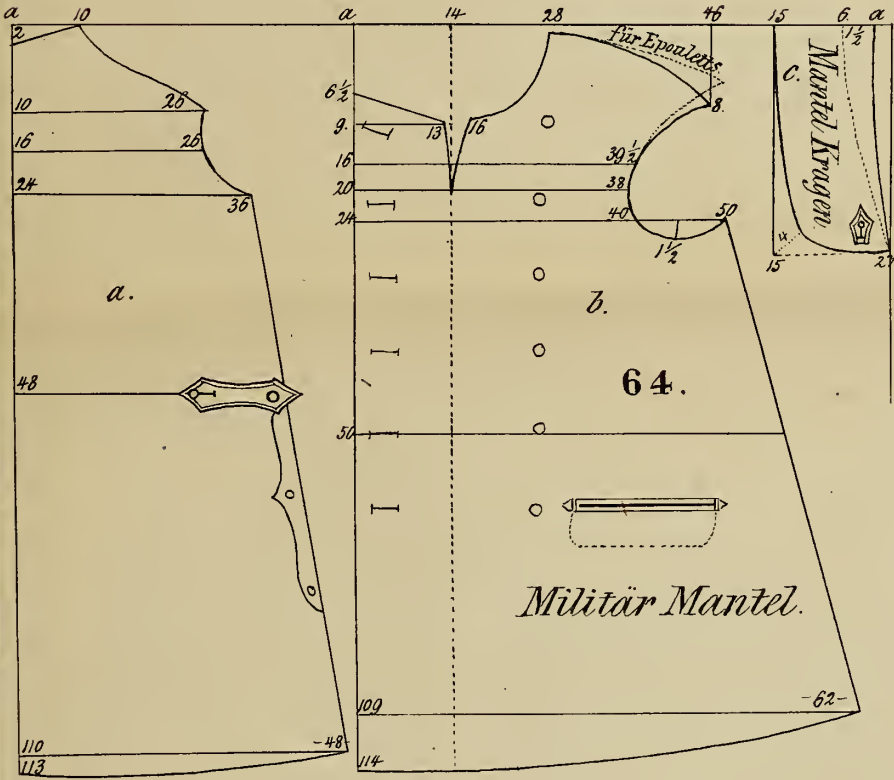 a 10 a 14 28 46 15 6. a
2 für Epouletts 1½
c. Mantel Kragen.
6½ 8.
10 26 9. 13 16
16 26 16 39½
24 36 20 38
24 40 50
1½ 4 15 27
a. b.
48 64.
50
Militär Mantel.
109 -62-
110 -48-
113 114